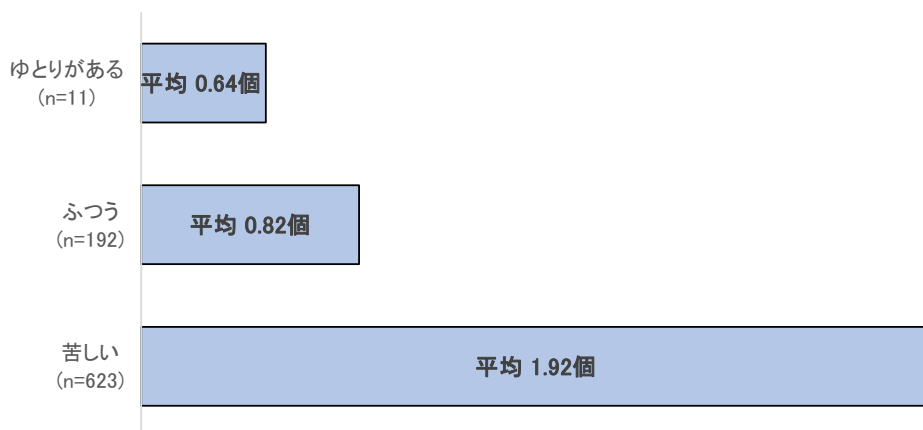 ゆとりがある
(n=11)
平均 0.64個
ふつう
(n=192)
平均 0.82個
苦しい
(n=623)
平均 1.92個